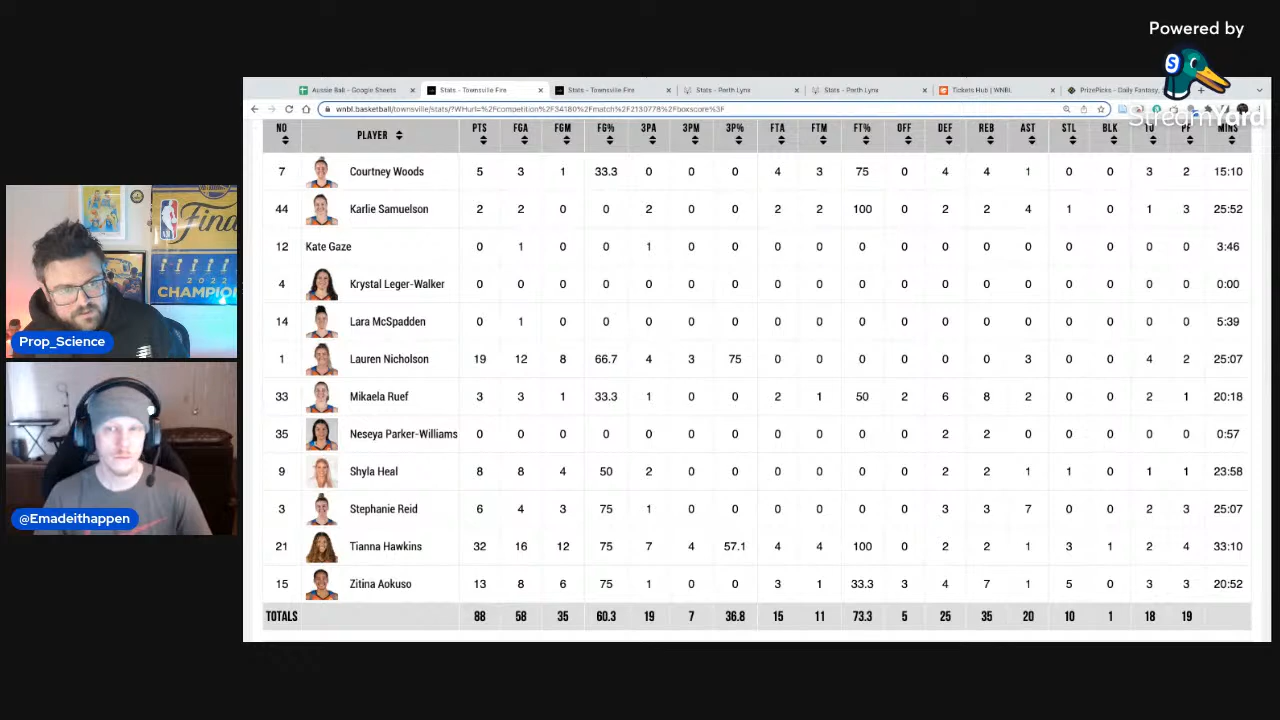 Powered by
StreamYard
Aussie Ball - Google Sheets
Stats - Townsville Fire
Stats - Townsville Fire
Stats - Perth Lynx
Stats - Perth Lynx
Tickets Hub | WNBL
PrizePicks - Daily Fantasy,
wnbl.basketball/townsville/stats/?WHurl=%2Fcompetition%2F34180%2Fmatch%2F2130778%2Fboxscore%3F
NO PLAYER PTS FGA FGM FG% 3PA 3PM 3P% FTA FTM FT% OFF DEF REB AST STL BLK TO PF MINS
7 Courtney Woods 5 3 1 33.3 0 0 0 4 3 75 0 4 4 1 0 0 3 2 15:10
44 Karlie Samuelson 2 2 0 0 2 0 0 2 2 100 0 2 2 4 1 0 1 3 25:52
12 Kate Gaze 0 1 0 0 1 0 0 0 0 0 0 0 0 0 0 0 0 0 3:46
4 Krystal Leger-Walker 0 0 0 0 0 0 0 0 0 0 0 0 0 0 0 0 0 0 0:00
14 Lara McSpadden 0 1 0 0 0 0 0 0 0 0 0 0 0 0 0 0 0 0 5:39
1 Lauren Nicholson 19 12 8 66.7 4 3 75 0 0 0 0 0 0 3 0 0 4 2 25:07
33 Mikaela Ruef 3 3 1 33.3 1 0 0 2 1 50 2 6 8 2 0 0 2 1 20:18
35 Neseya Parker-Williams 0 0 0 0 0 0 0 0 0 0 0 2 2 0 0 0 0 0 0:57
9 Shyla Heal 8 8 4 50 2 0 0 0 0 0 0 2 2 1 1 0 1 1 23:58
3 Stephanie Reid 6 4 3 75 1 0 0 0 0 0 0 3 3 7 0 0 2 3 25:07
21 Tianna Hawkins 32 16 12 75 7 4 57.1 4 4 100 0 2 2 1 3 1 2 4 33:10
15 Zitina Aokuso 13 8 6 75 1 0 0 3 1 33.3 3 4 7 1 5 0 3 3 20:52
TOTALS 88 58 35 60.3 19 7 36.8 15 11 73.3 5 25 35 20 10 1 18 19
Final
2022
CHAMPION
Prop_Science
@Emadeithappen